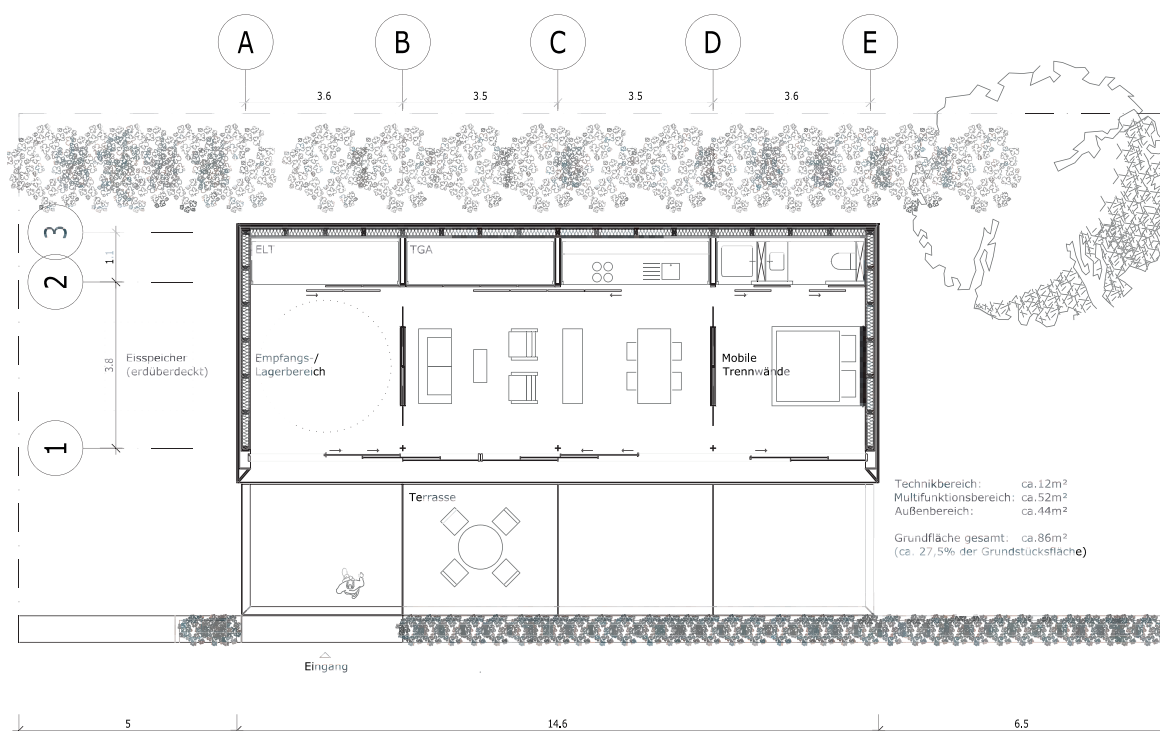 A
B
C
D
E
3.6
3.5
3.5
3.6
3
1.1
2
3.8
1
ELT
TGA
Eisspeicher
(erdüberdeckt)
Empfangs-/
Lagerbereich
Mobile
Trennwände
Terrasse
Technikbereich: ca.12m²
Multifunktionsbereich: ca.52m²
Außenbereich: ca.44m²
Grundfläche gesamt: ca.86m²
(ca. 27,5% der Grundstücksfläche)
Eingang
5
14.6
6.5